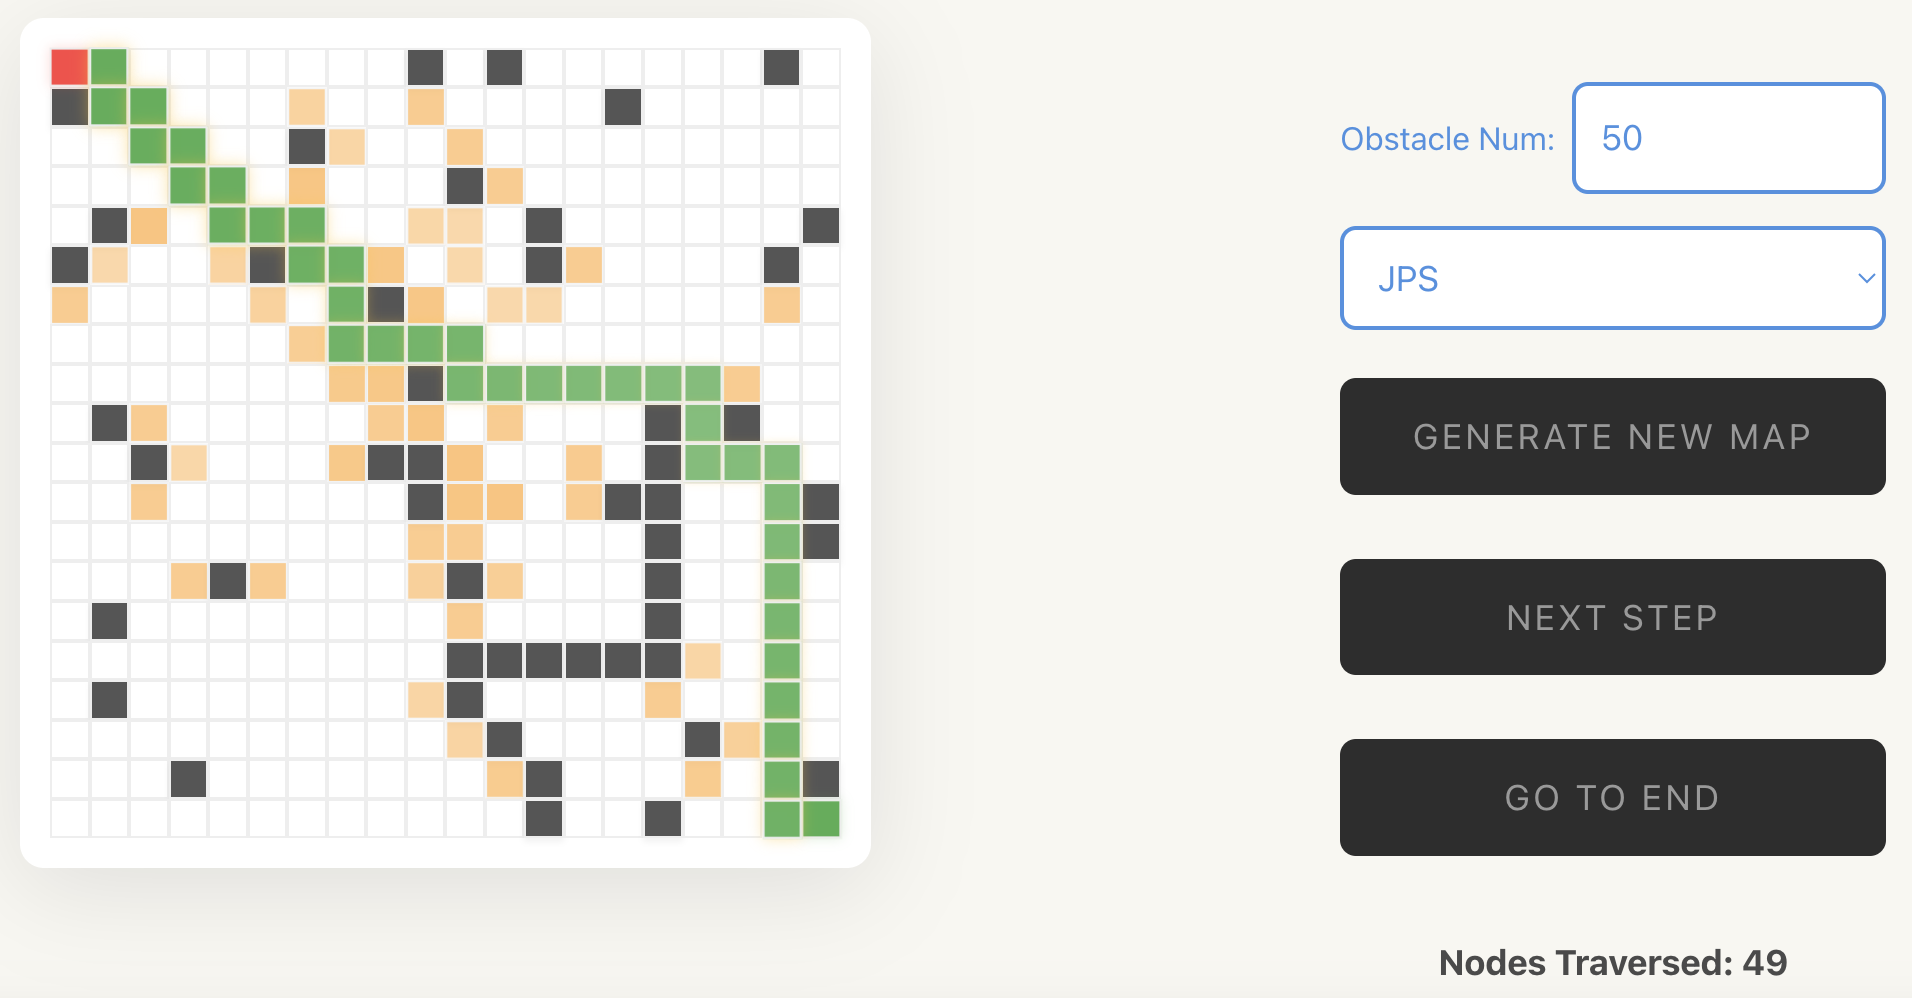 Obstacle Num:
50
JPS
GENERATE NEW MAP
NEXT STEP
GO TO END
Nodes Traversed: 49